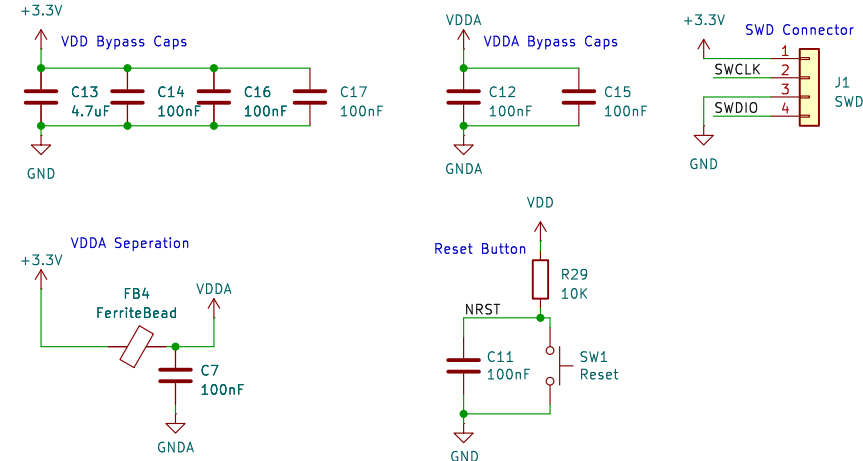 +3.3V
VDD Bypass Caps
C13
4.7uF
C14
100nF
C16
100nF
C17
100nF
GND
VDDA
VDDA Bypass Caps
C12
100nF
C15
100nF
GNDA
+3.3V
SWD Connector
1
SWCLK
2
3
SWDIO
4
J1
SWD
GND
VDDA Seperation
+3.3V
FB4
FerriteBead
VDDA
C7
100nF
GNDA
VDD
Reset Button
R29
10K
NRST
C11
100nF
SW1
Reset
GND